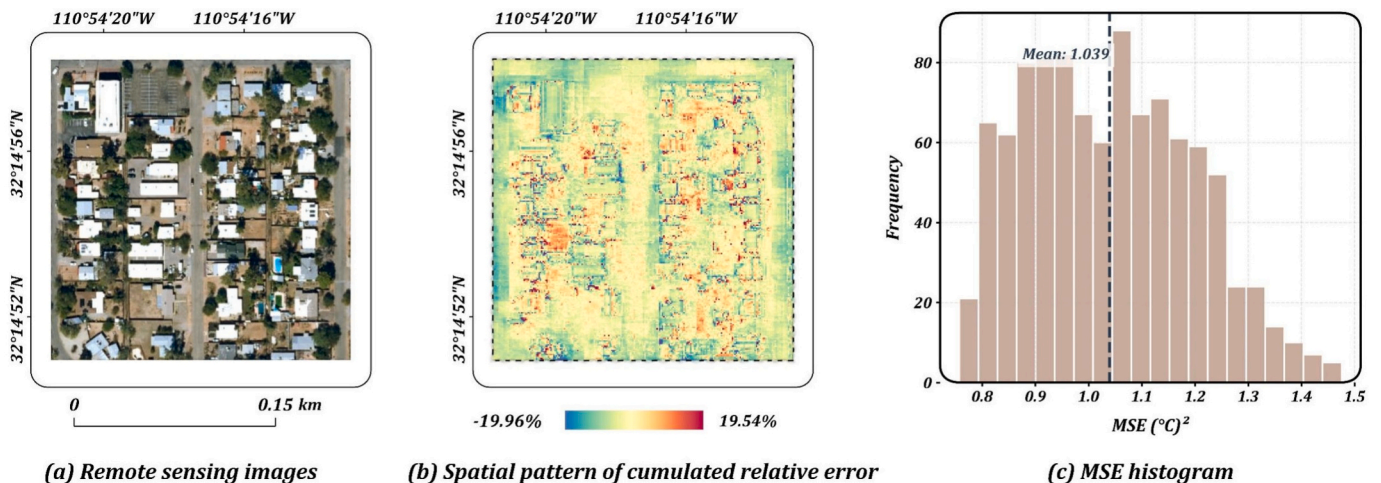 110°54'20"W 110°54'16"W
32°14'56"N
32°14'52"N
0 0.15 km
(a) Remote sensing images
110°54'20"W 110°54'16"W
32°14'56"N
32°14'52"N
-19.96% 19.54%
(b) Spatial pattern of cumulated relative error
Mean: 1.039
Frequency
80
60
40
20
0
0.8 0.9 1.0 1.1 1.2 1.3 1.4 1.5
MSE (°C)²
(c) MSE histogram